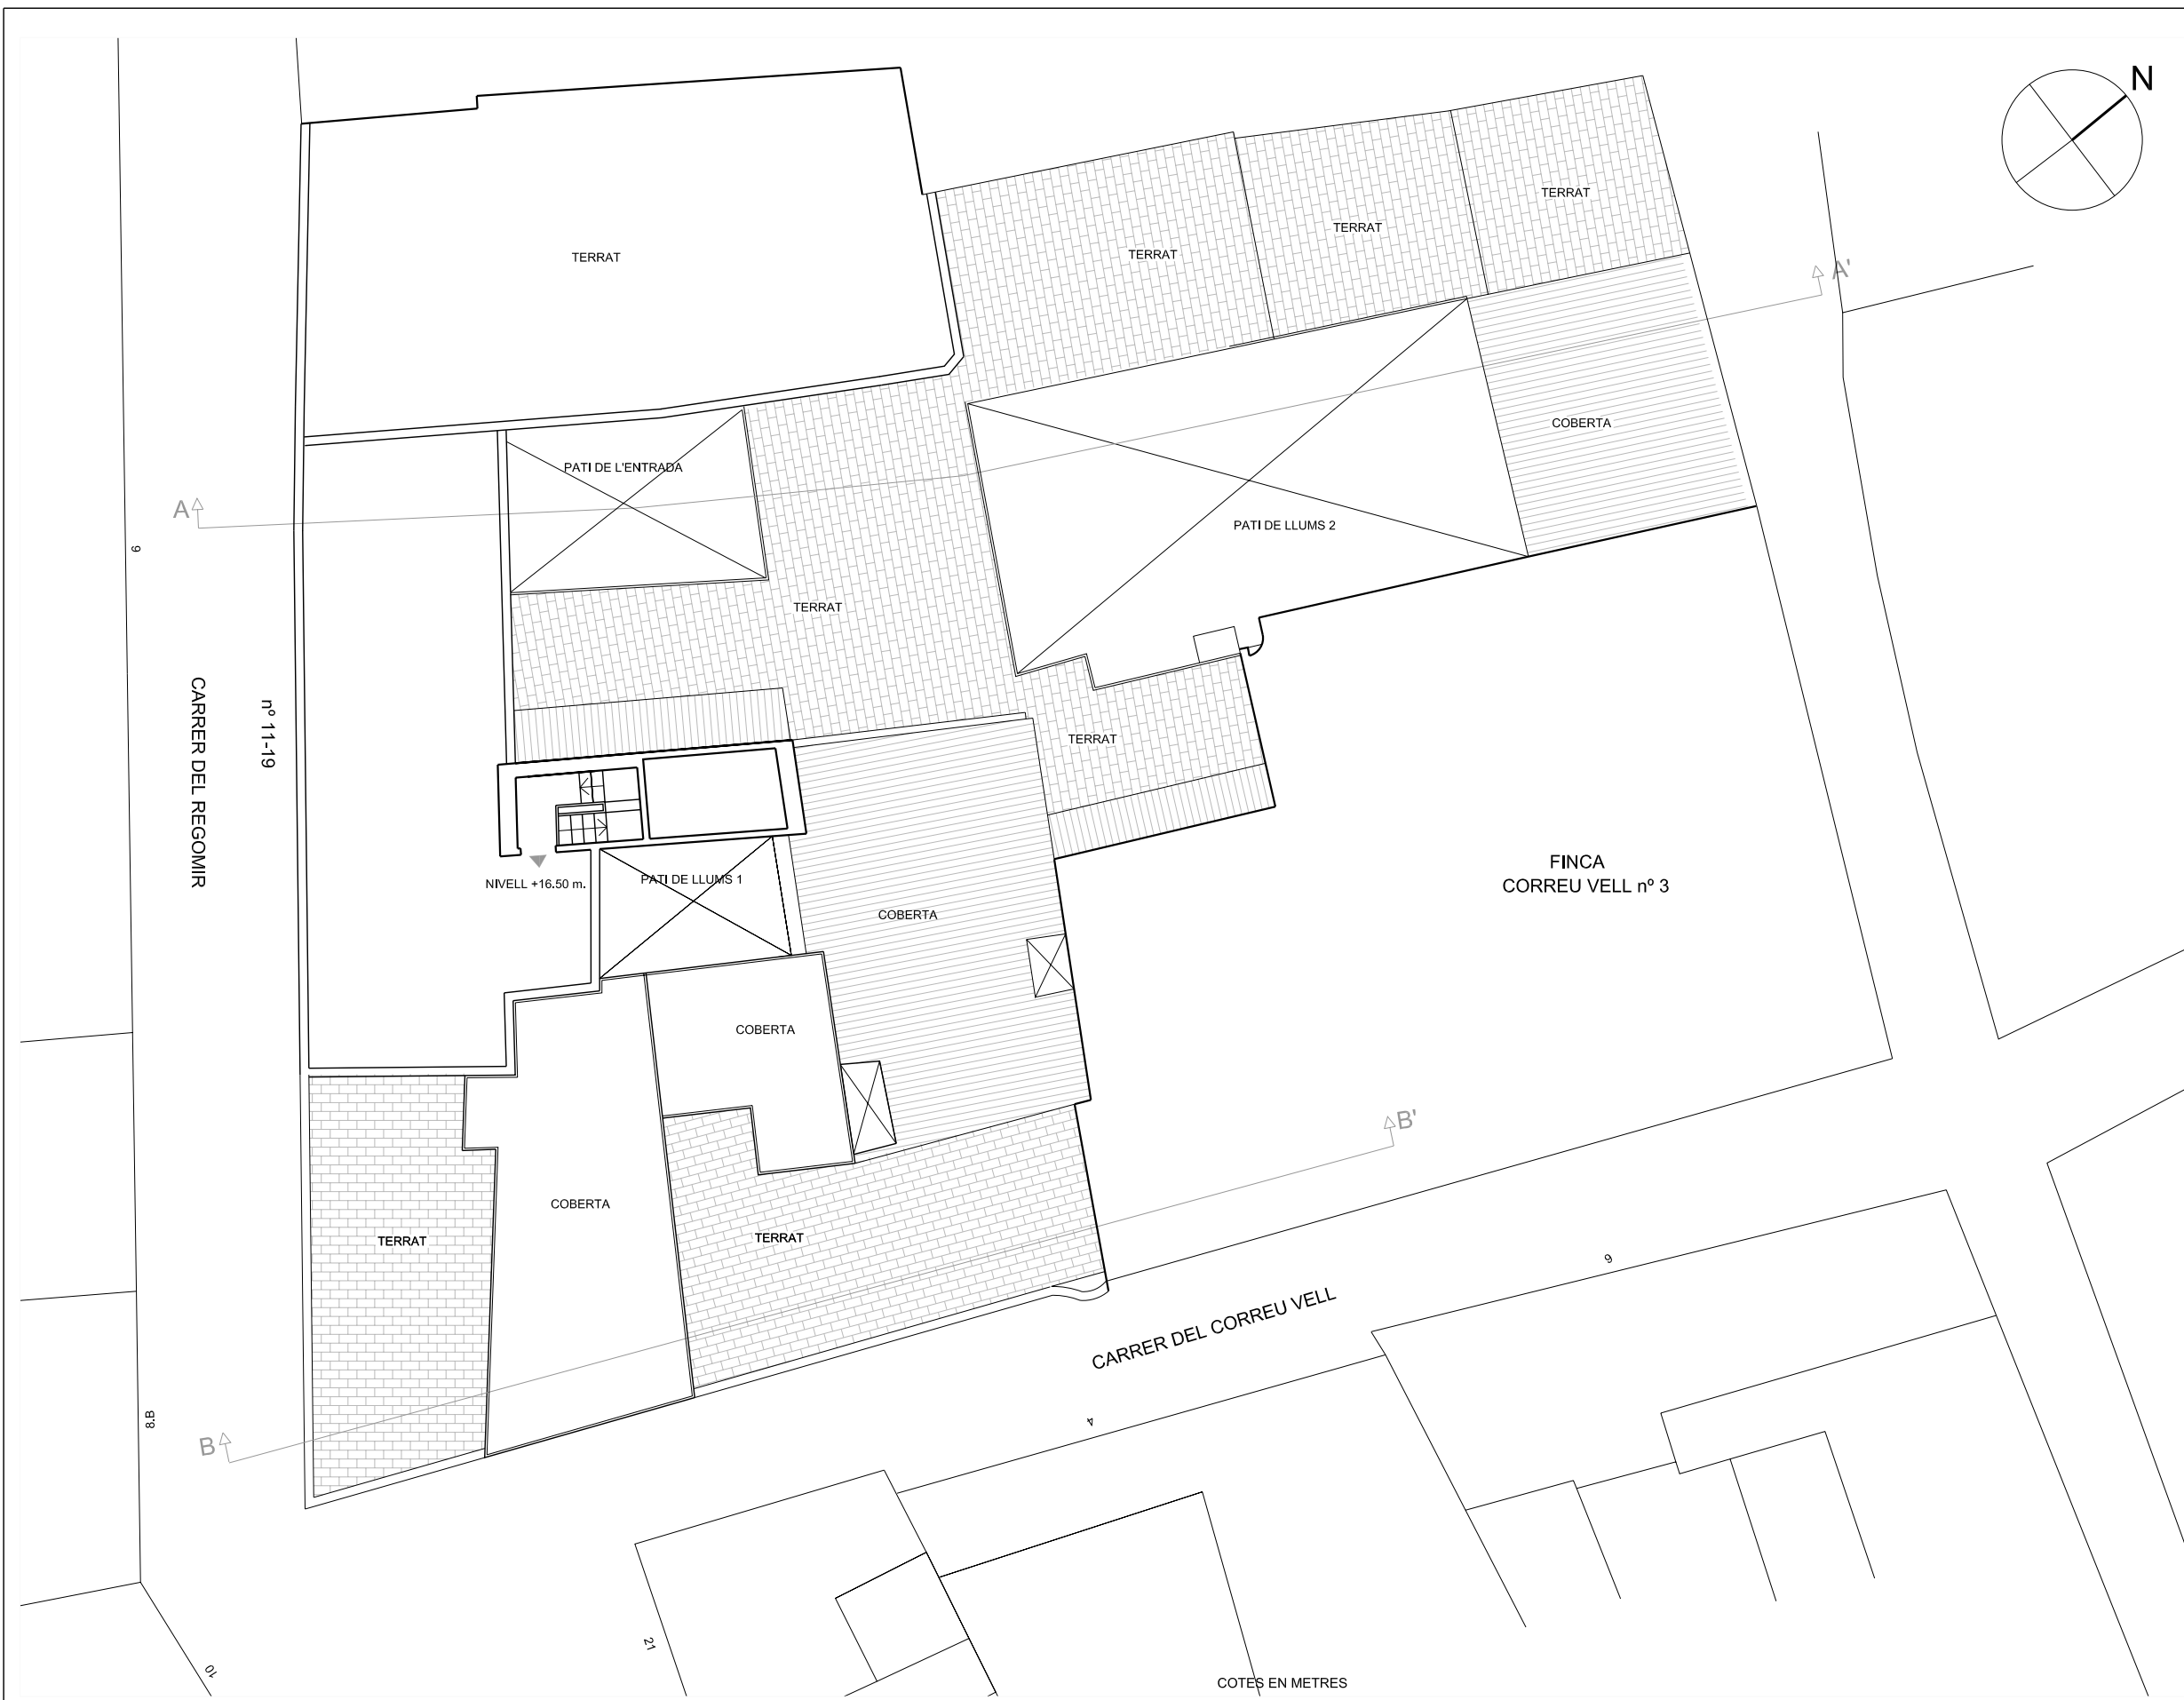 N
TERRAT
TERRAT
TERRAT
TERRAT
A'
COBERTA
PATI DE L'ENTRADA
A
PATI DE LLUMS 2
9
TERRAT
CARRER DEL REGOMIR
nº 11-19
TERRAT
NIVELL +16.50 m.
PATI DE LLUMS 1
COBERTA
FINCA
CORREU VELL nº 3
COBERTA
B'
COBERTA
TERRAT
TERRAT
6
CARRER DEL CORREU VELL
8.B
4
B
21
10
COTES EN METRES